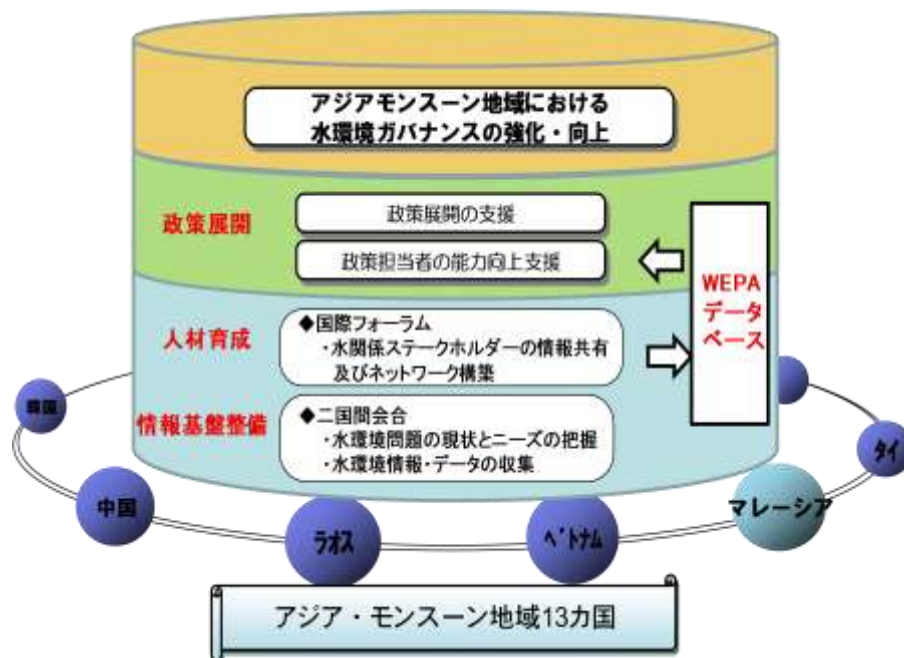 アジアモンスーン地域における
水環境ガバナンスの強化・向上
政策展開
政策展開の支援
政策担当者の能力向上支援
WEPA
データ
ベース
人材育成
◆国際フォーラム
・水関係ステークホルダーの情報共有
及びネットワーク構築
情報基盤整備
◆二国間会合
・水環境問題の現状とニーズの把握
・水環境情報・データの収集
韓国
中国
ラオス
ベトナム
マレーシア
タイ
アジア・モンスーン地域13カ国